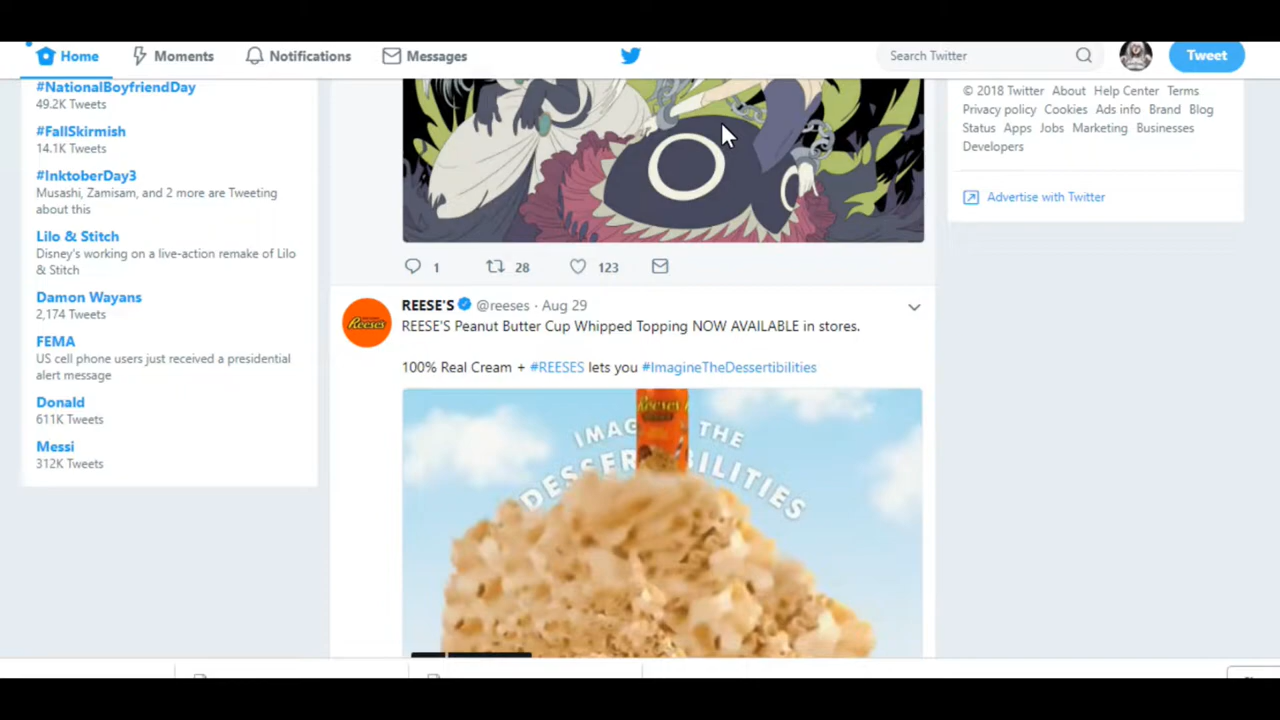 Home
Moments
Notifications
Messages
Search Twitter
Tweet
#NationalBoyfriendDay
49.2K Tweets
#FallSkirmish
14.1K Tweets
#InktoberDay3
Musashi, Zamisam, and 2 more are Tweeting
about this
Lilo & Stitch
Disney's working on a live-action remake of Lilo
& Stitch
Damon Wayans
2,174 Tweets
FEMA
US cell phone users just received a presidential
alert message
Donald
611K Tweets
Messi
312K Tweets
1 28 123
REESE'S @reeses · Aug 29
REESE'S Peanut Butter Cup Whipped Topping NOW AVAILABLE in stores.
100% Real Cream + #REESES lets you #ImagineTheDessertibilities
Reeses
Reeses
IMAG THE
DESSER BILITIES
© 2018 Twitter About Help Center Terms
Privacy policy Cookies Ads info Brand Blog
Status Apps Jobs Marketing Businesses
Developers
Advertise with Twitter